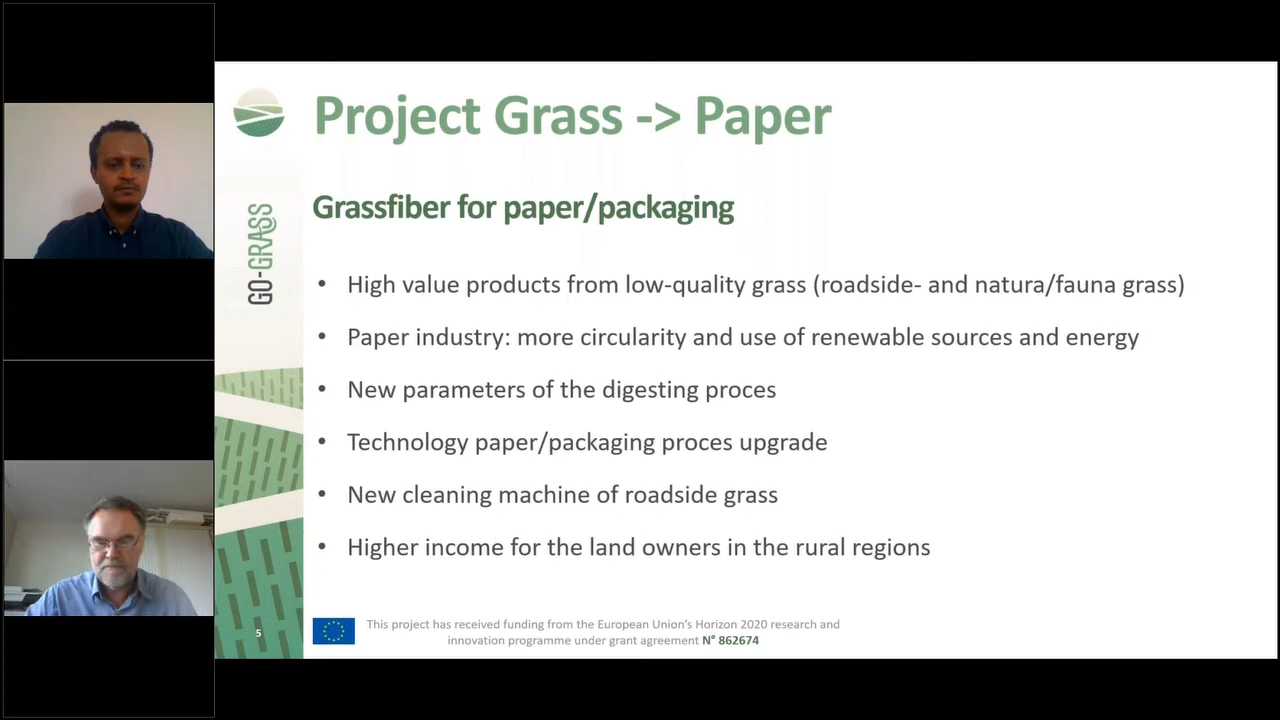 Project Grass -> Paper
GO-GRASS
Grassfiber for paper/packaging
• High value products from low-quality grass (roadside- and natura/fauna grass)
• Paper industry: more circularity and use of renewable sources and energy
• New parameters of the digesting proces
• Technology paper/packaging proces upgrade
• New cleaning machine of roadside grass
• Higher income for the land owners in the rural regions
5
This project has received funding from the European Union's Horizon 2020 research and
innovation programme under grant agreement N° 862674